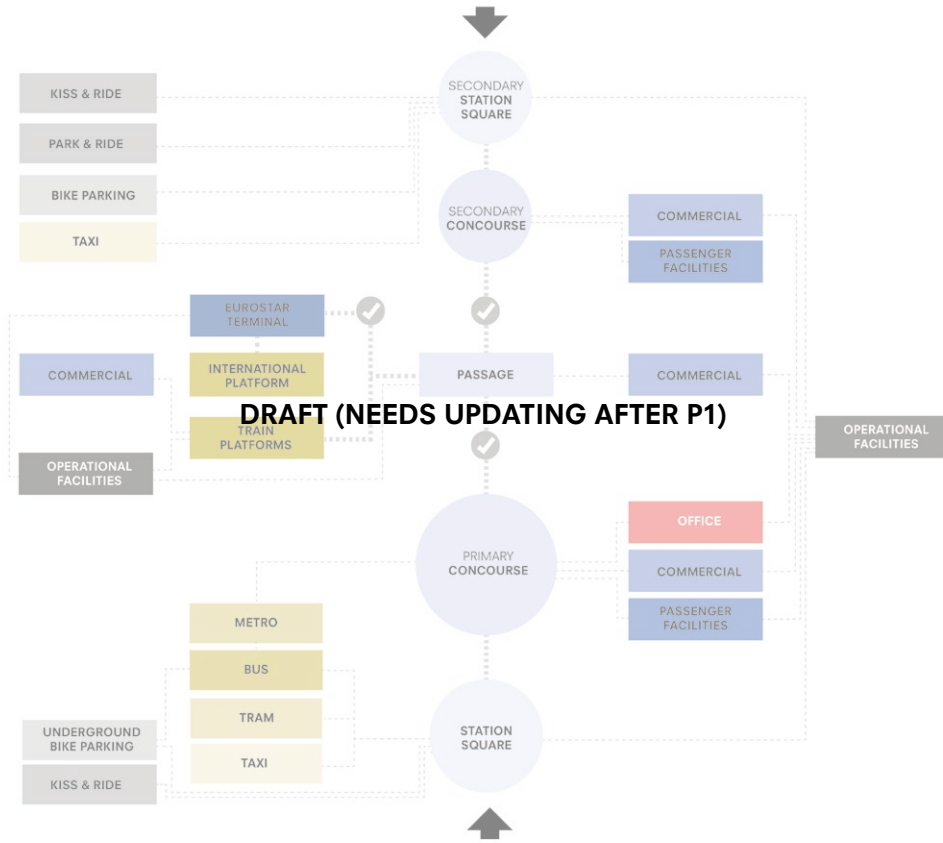 SECONDARY
STATION
SQUARE
KISS & RIDE
PARK & RIDE
BIKE PARKING
TAXI
SECONDARY
CONCOURSE
COMMERCIAL
PASSENGER
FACILITIES
EUROSTAR
TERMINAL
COMMERCIAL
INTERNATIONAL
PLATFORM
PASSAGE
COMMERCIAL
DRAFT (NEEDS UPDATING AFTER P1)
TRAIN
PLATFORMS
OPERATIONAL
FACILITIES
OPERATIONAL
FACILITIES
OFFICE
PRIMARY
CONCOURSE
COMMERCIAL
PASSENGER
FACILITIES
METRO
BUS
TRAM
TAXI
UNDERGROUND
BIKE PARKING
KISS & RIDE
STATION
SQUARE